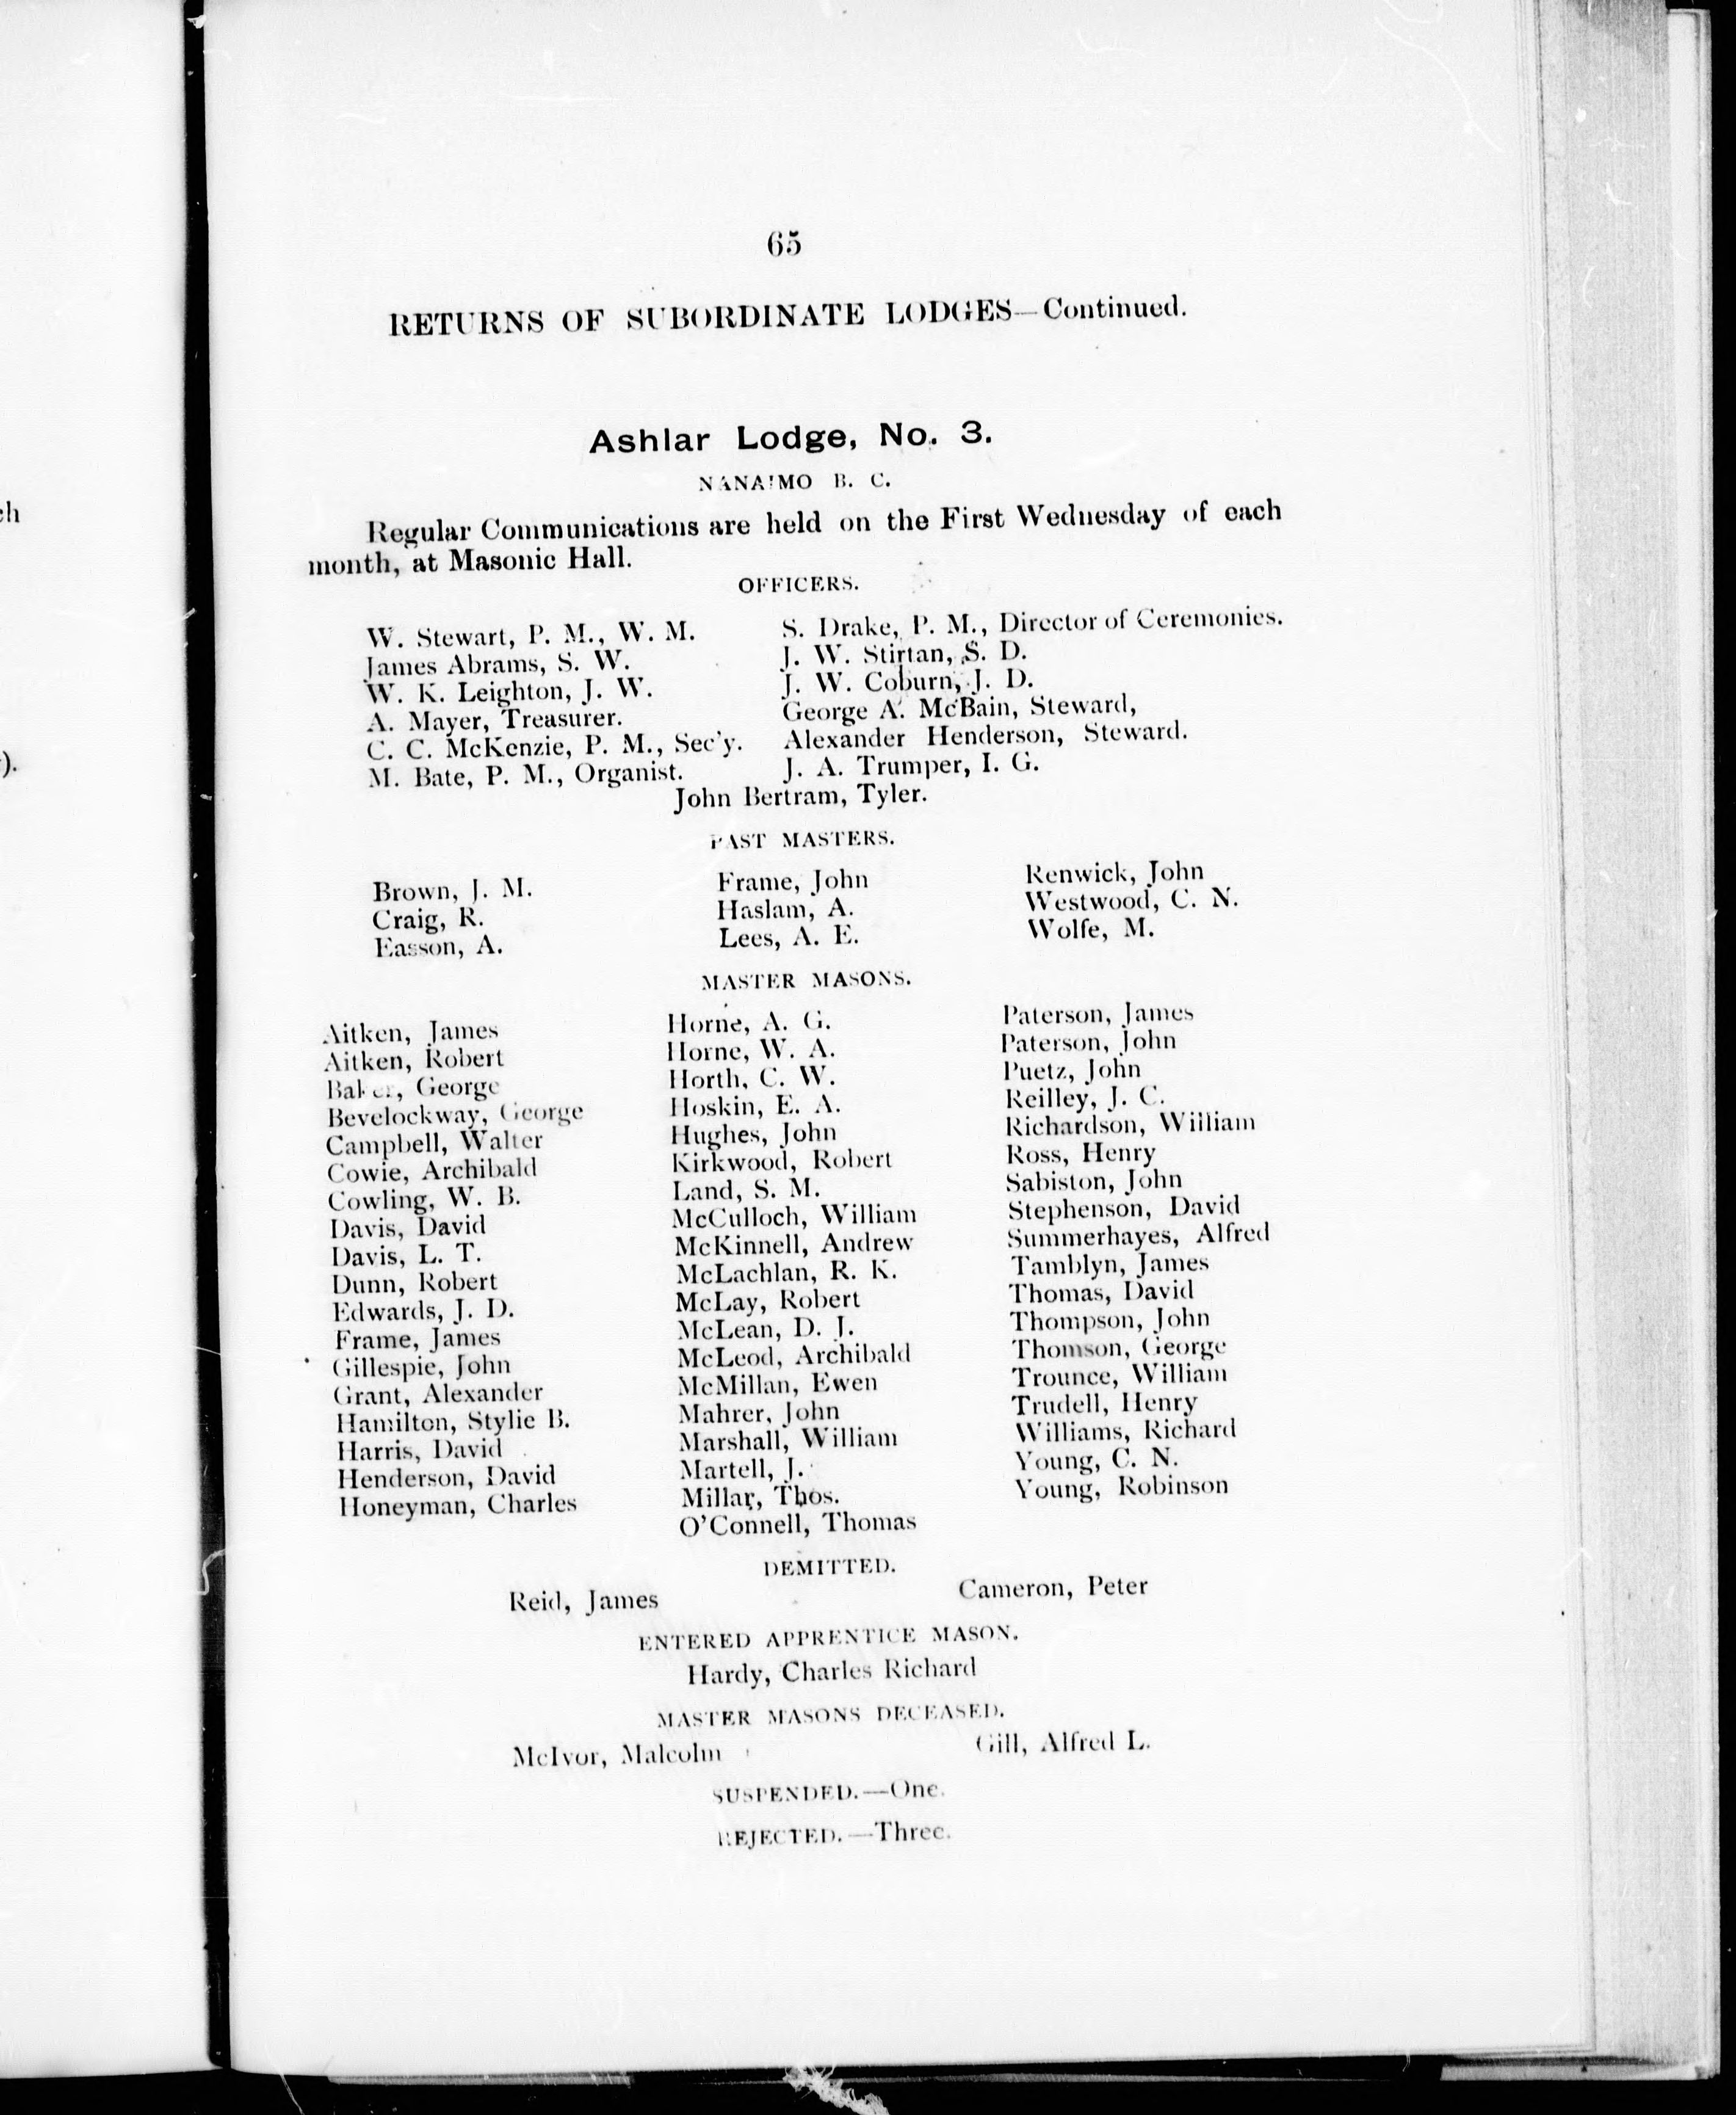 65
RETURNS OF SUBORDINATE LODGES—Continued.
Ashlar Lodge, No. 3.
NANAIMO B. C.
Regular Communications are held on the First Wednesday of each
month, at Masonic Hall.
OFFICERS.
W. Stewart, P. M., W. M.
James Abrams, S. W.
W. K. Leighton, J. W.
A. Mayer, Treasurer.
C. C. McKenzie, P. M., Sec'y.
M. Bate, P. M., Organist.
S. Drake, P. M., Director of Ceremonies.
J. W. Stirtan, S. D.
J. W. Coburn, J. D.
George A. McBain, Steward,
Alexander Henderson, Steward.
J. A. Trumper, I. G.
John Bertram, Tyler.
PAST MASTERS.
Brown, J. M.
Craig, R.
Easson, A.
Frame, John
Haslam, A.
Lees, A. E.
Renwick, John
Westwood, C. N.
Wolfe, M.
MASTER MASONS.
Aitken, James
Aitken, Robert
Baker, George
Bevelockway, George
Campbell, Walter
Cowie, Archibald
Cowling, W. B.
Davis, David
Davis, L. T.
Dunn, Robert
Edwards, J. D.
Frame, James
Gillespie, John
Grant, Alexander
Hamilton, Stylie B.
Harris, David
Henderson, David
Honeyman, Charles
Horne, A. G.
Horne, W. A.
Horth, C. W.
Hoskin, E. A.
Hughes, John
Kirkwood, Robert
Land, S. M.
McCulloch, William
McKinnell, Andrew
McLachlan, R. K.
McLay, Robert
McLean, D. J.
McLeod, Archibald
McMillan, Ewen
Mahrer, John
Marshall, William
Martell, J.
Millar, Thos.
O'Connell, Thomas
Paterson, James
Paterson, John
Puetz, John
Reilley, J. C.
Richardson, William
Ross, Henry
Sabiston, John
Stephenson, David
Summerhayes, Alfred
Tamblyn, James
Thomas, David
Thompson, John
Thomson, George
Trounce, William
Trudell, Henry
Williams, Richard
Young, C. N.
Young, Robinson
DEMITTED.
Reid, James
Cameron, Peter
ENTERED APPRENTICE MASON.
Hardy, Charles Richard
MASTER MASONS DECEASED.
McIvor, Malcolm
Gill, Alfred L.
SUSPENDED.—One.
REJECTED.—Three.